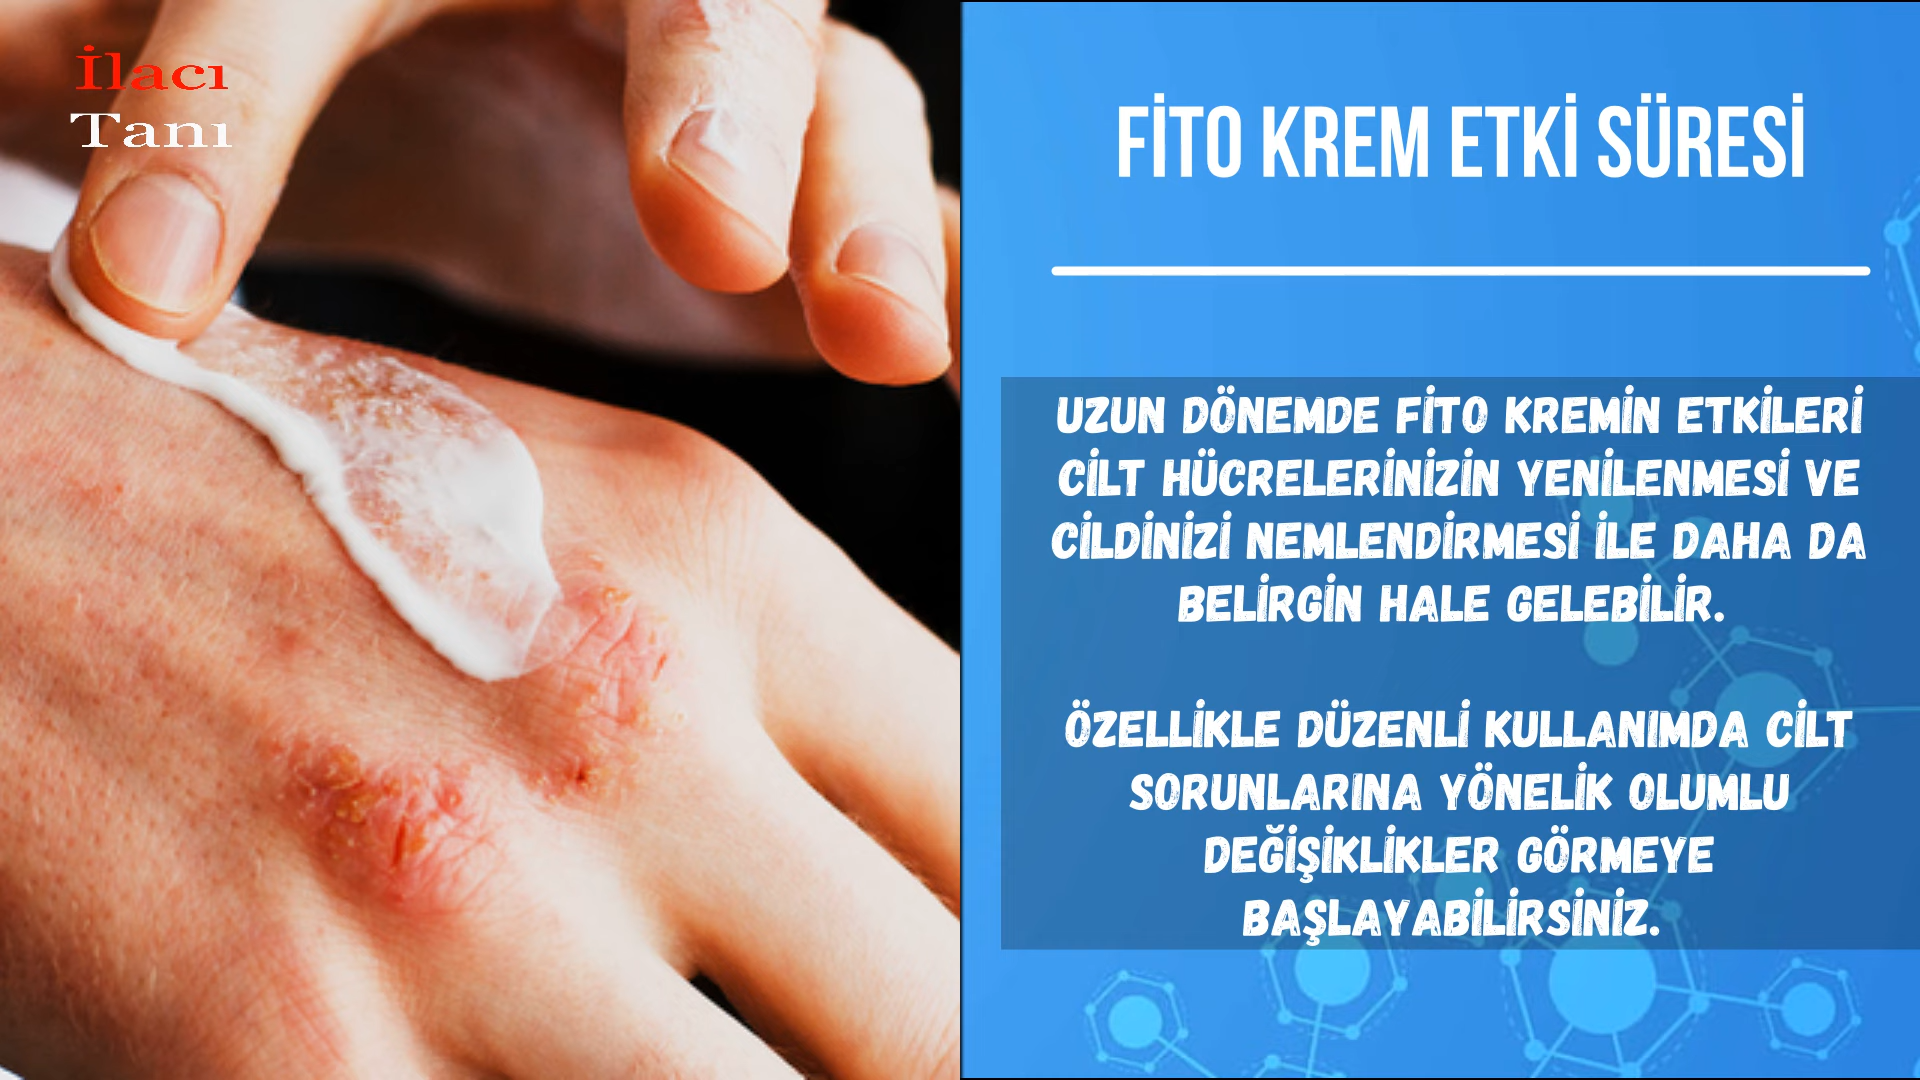 İlacı
Tanı
FİTO KREM ETKİ SÜRESİ
UZUN DÖNEMDE FİTO KREMİN ETKİLERİ
CİLT HÜCRELERİNİZİN YENİLENMESİ VE
CİLDİNİZİ NEMLENDİRMESİ İLE DAHA DA
BELİRGİN HALE GELEBİLİR.
ÖZELLİKLE DÜZENLİ KULLANIMDA CİLT
SORUNLARINA YÖNELİK OLUMLU
DEĞİŞİKLİKLER GÖRMEYE
BAŞLAYABİLİRSİNİZ.